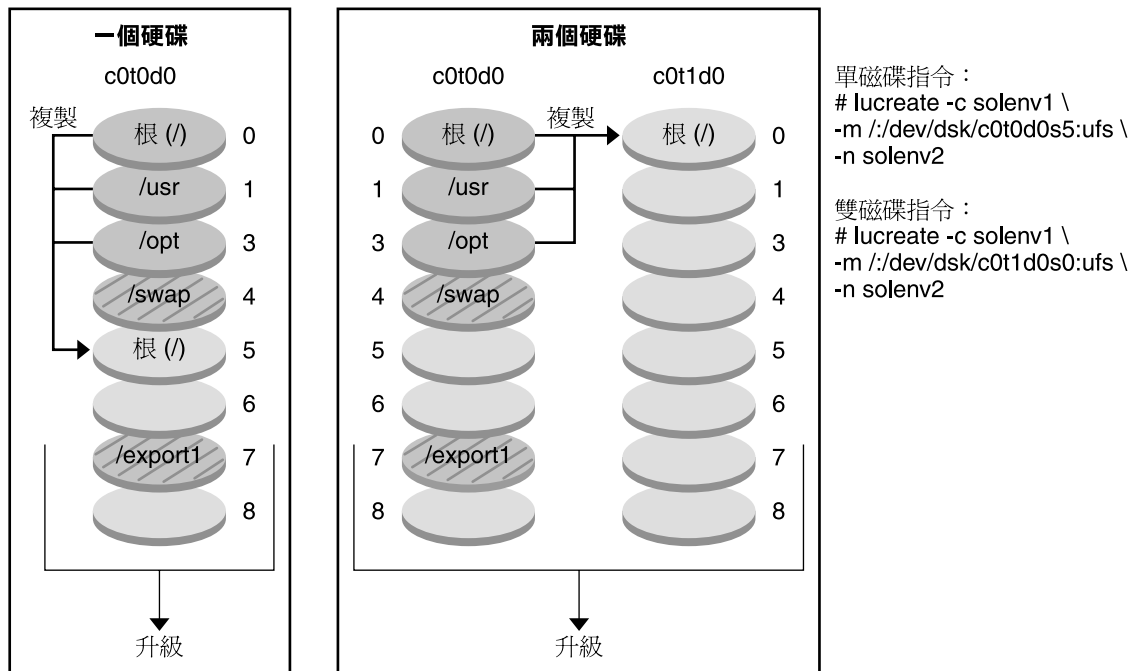 一個硬碟
c0t0d0
複製
根 (/) 0
/usr 1
/opt 3
/swap 4
根 (/) 5
6
/export1 7
8
升級
兩個硬碟
c0t0d0 c0t1d0
複製
0 根 (/) 根 (/) 0
1 /usr 1
3 /opt 3
4 /swap 4
5 5
6 6
7 /export1 7
8 8
升級
單磁碟指令：
# lucreate -c solenv1 \
-m /:/dev/dsk/c0t0d0s5:ufs \
-n solenv2
雙磁碟指令：
# lucreate -c solenv1 \
-m /:/dev/dsk/c0t1d0s0:ufs \
-n solenv2